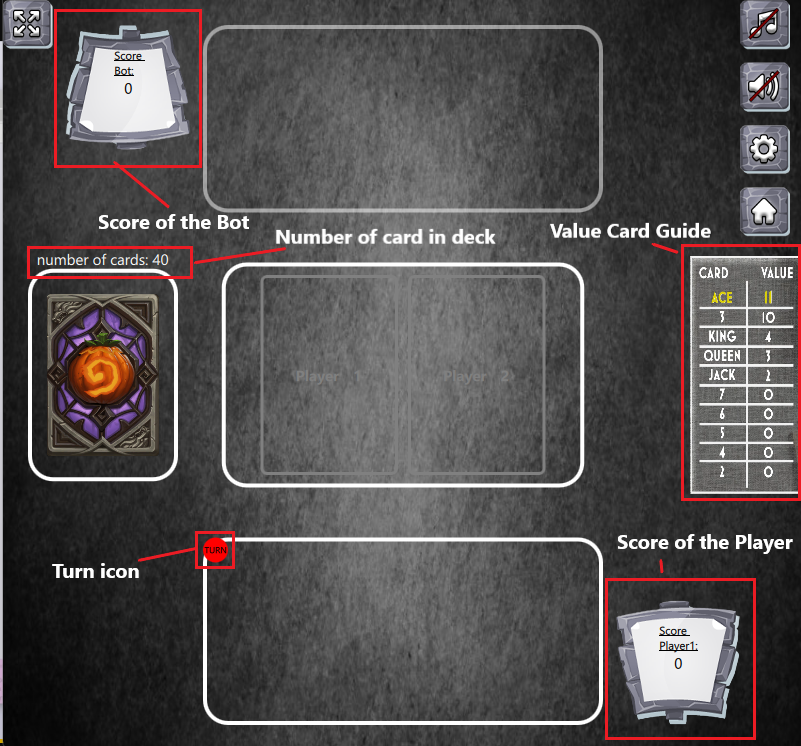 Score
Bot:
0
Score of the Bot
Number of card in deck
Value Card Guide
number of cards: 40
CARD VALUE
ACE 11
3 10
KING 4
QUEEN 3
JACK 2
7 0
6 0
5 0
4 0
2 0
Player 1 Player 2)
TURN
Turn icon
Score of the Player
Score
Player1:
0